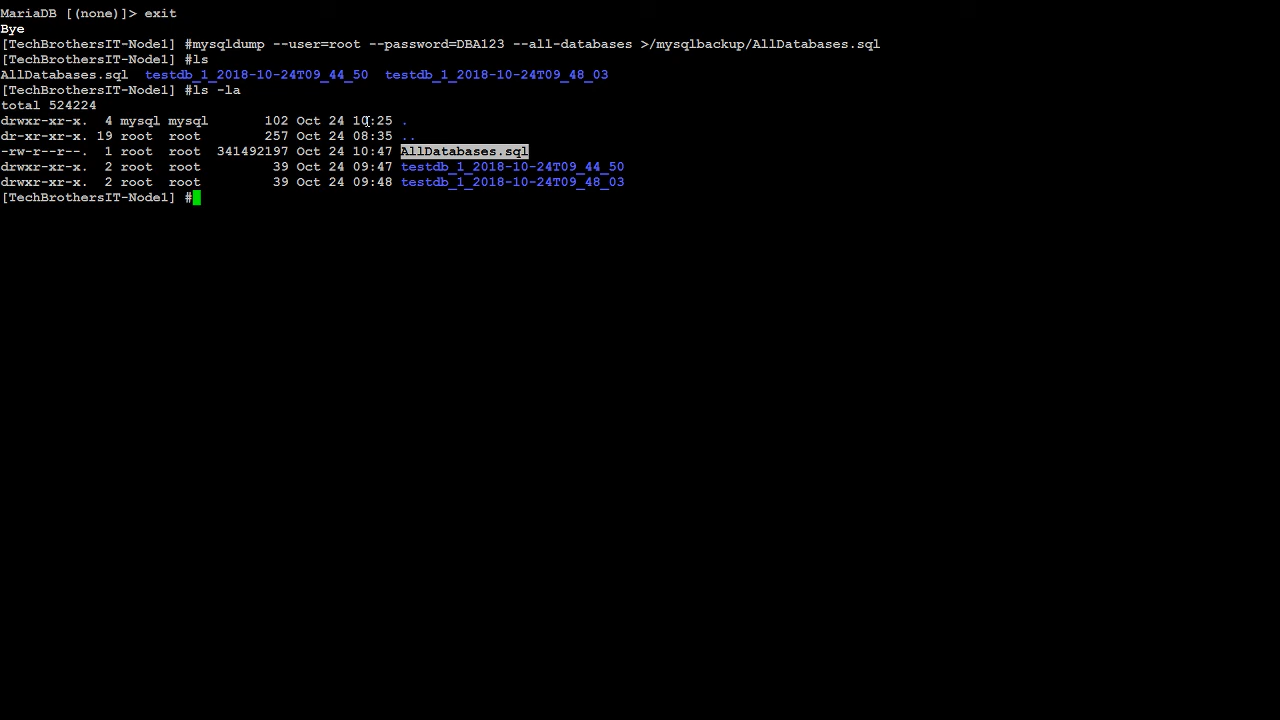 MariaDB [(none)]> exit
Bye
[TechBrothersIT-Node1] #mysqldump --user=root --password=DBA123 --all-databases >/mysqlbackup/AllDatabases.sql
[TechBrothersIT-Node1] #ls
AllDatabases.sql  testdb_1_2018-10-24T09_44_50  testdb_1_2018-10-24T09_48_03
[TechBrothersIT-Node1] #ls -la
total 524224
drwxr-xr-x.  4 mysql mysql       102 Oct 24 10:25 .
dr-xr-xr-x. 19 root  root        257 Oct 24 08:35 ..
-rw-r--r--.  1 root  root  341492197 Oct 24 10:47 AllDatabases.sql
drwxr-xr-x.  2 root  root         39 Oct 24 09:47 testdb_1_2018-10-24T09_44_50
drwxr-xr-x.  2 root  root         39 Oct 24 09:48 testdb_1_2018-10-24T09_48_03
[TechBrothersIT-Node1] #